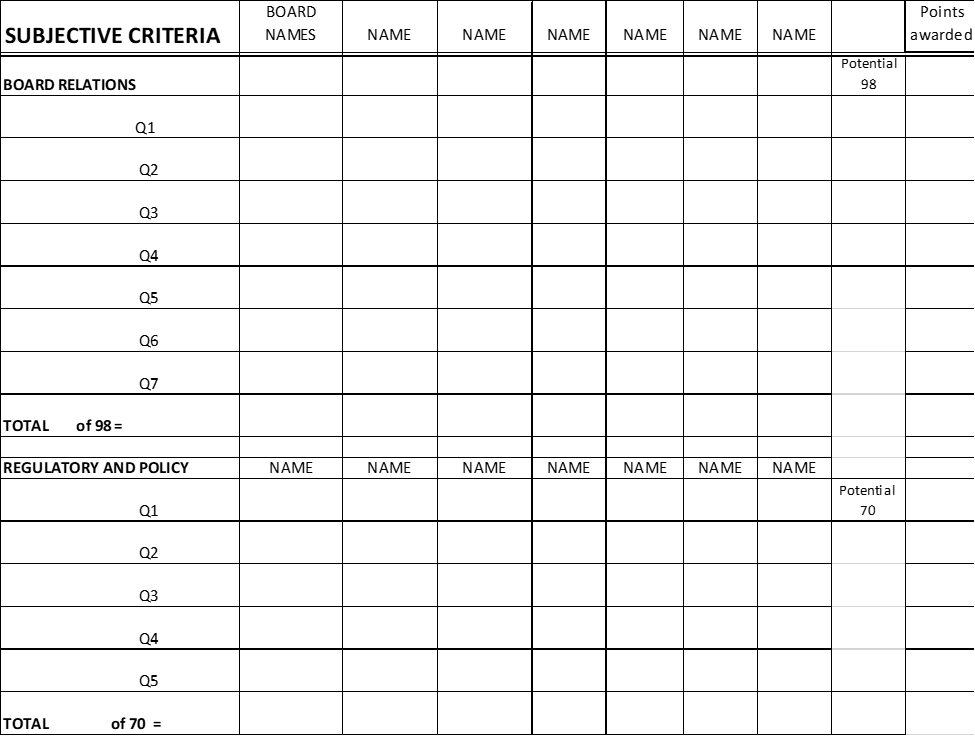 BOARD Points
SUBJECTIVE CRITERIA NAMES NAME NAME NAME NAME NAME NAME awarded
Potential
BOARD RELATIONS 98
Q1
Q2
Q3
Q4
Q5
Q6
Q7
TOTAL of 98 =
REGULATORY AND POLICY NAME NAME NAME NAME NAME NAME NAME
Potential
Q1 70
Q2
Q3
Q4
Q5
TOTAL of 70 =